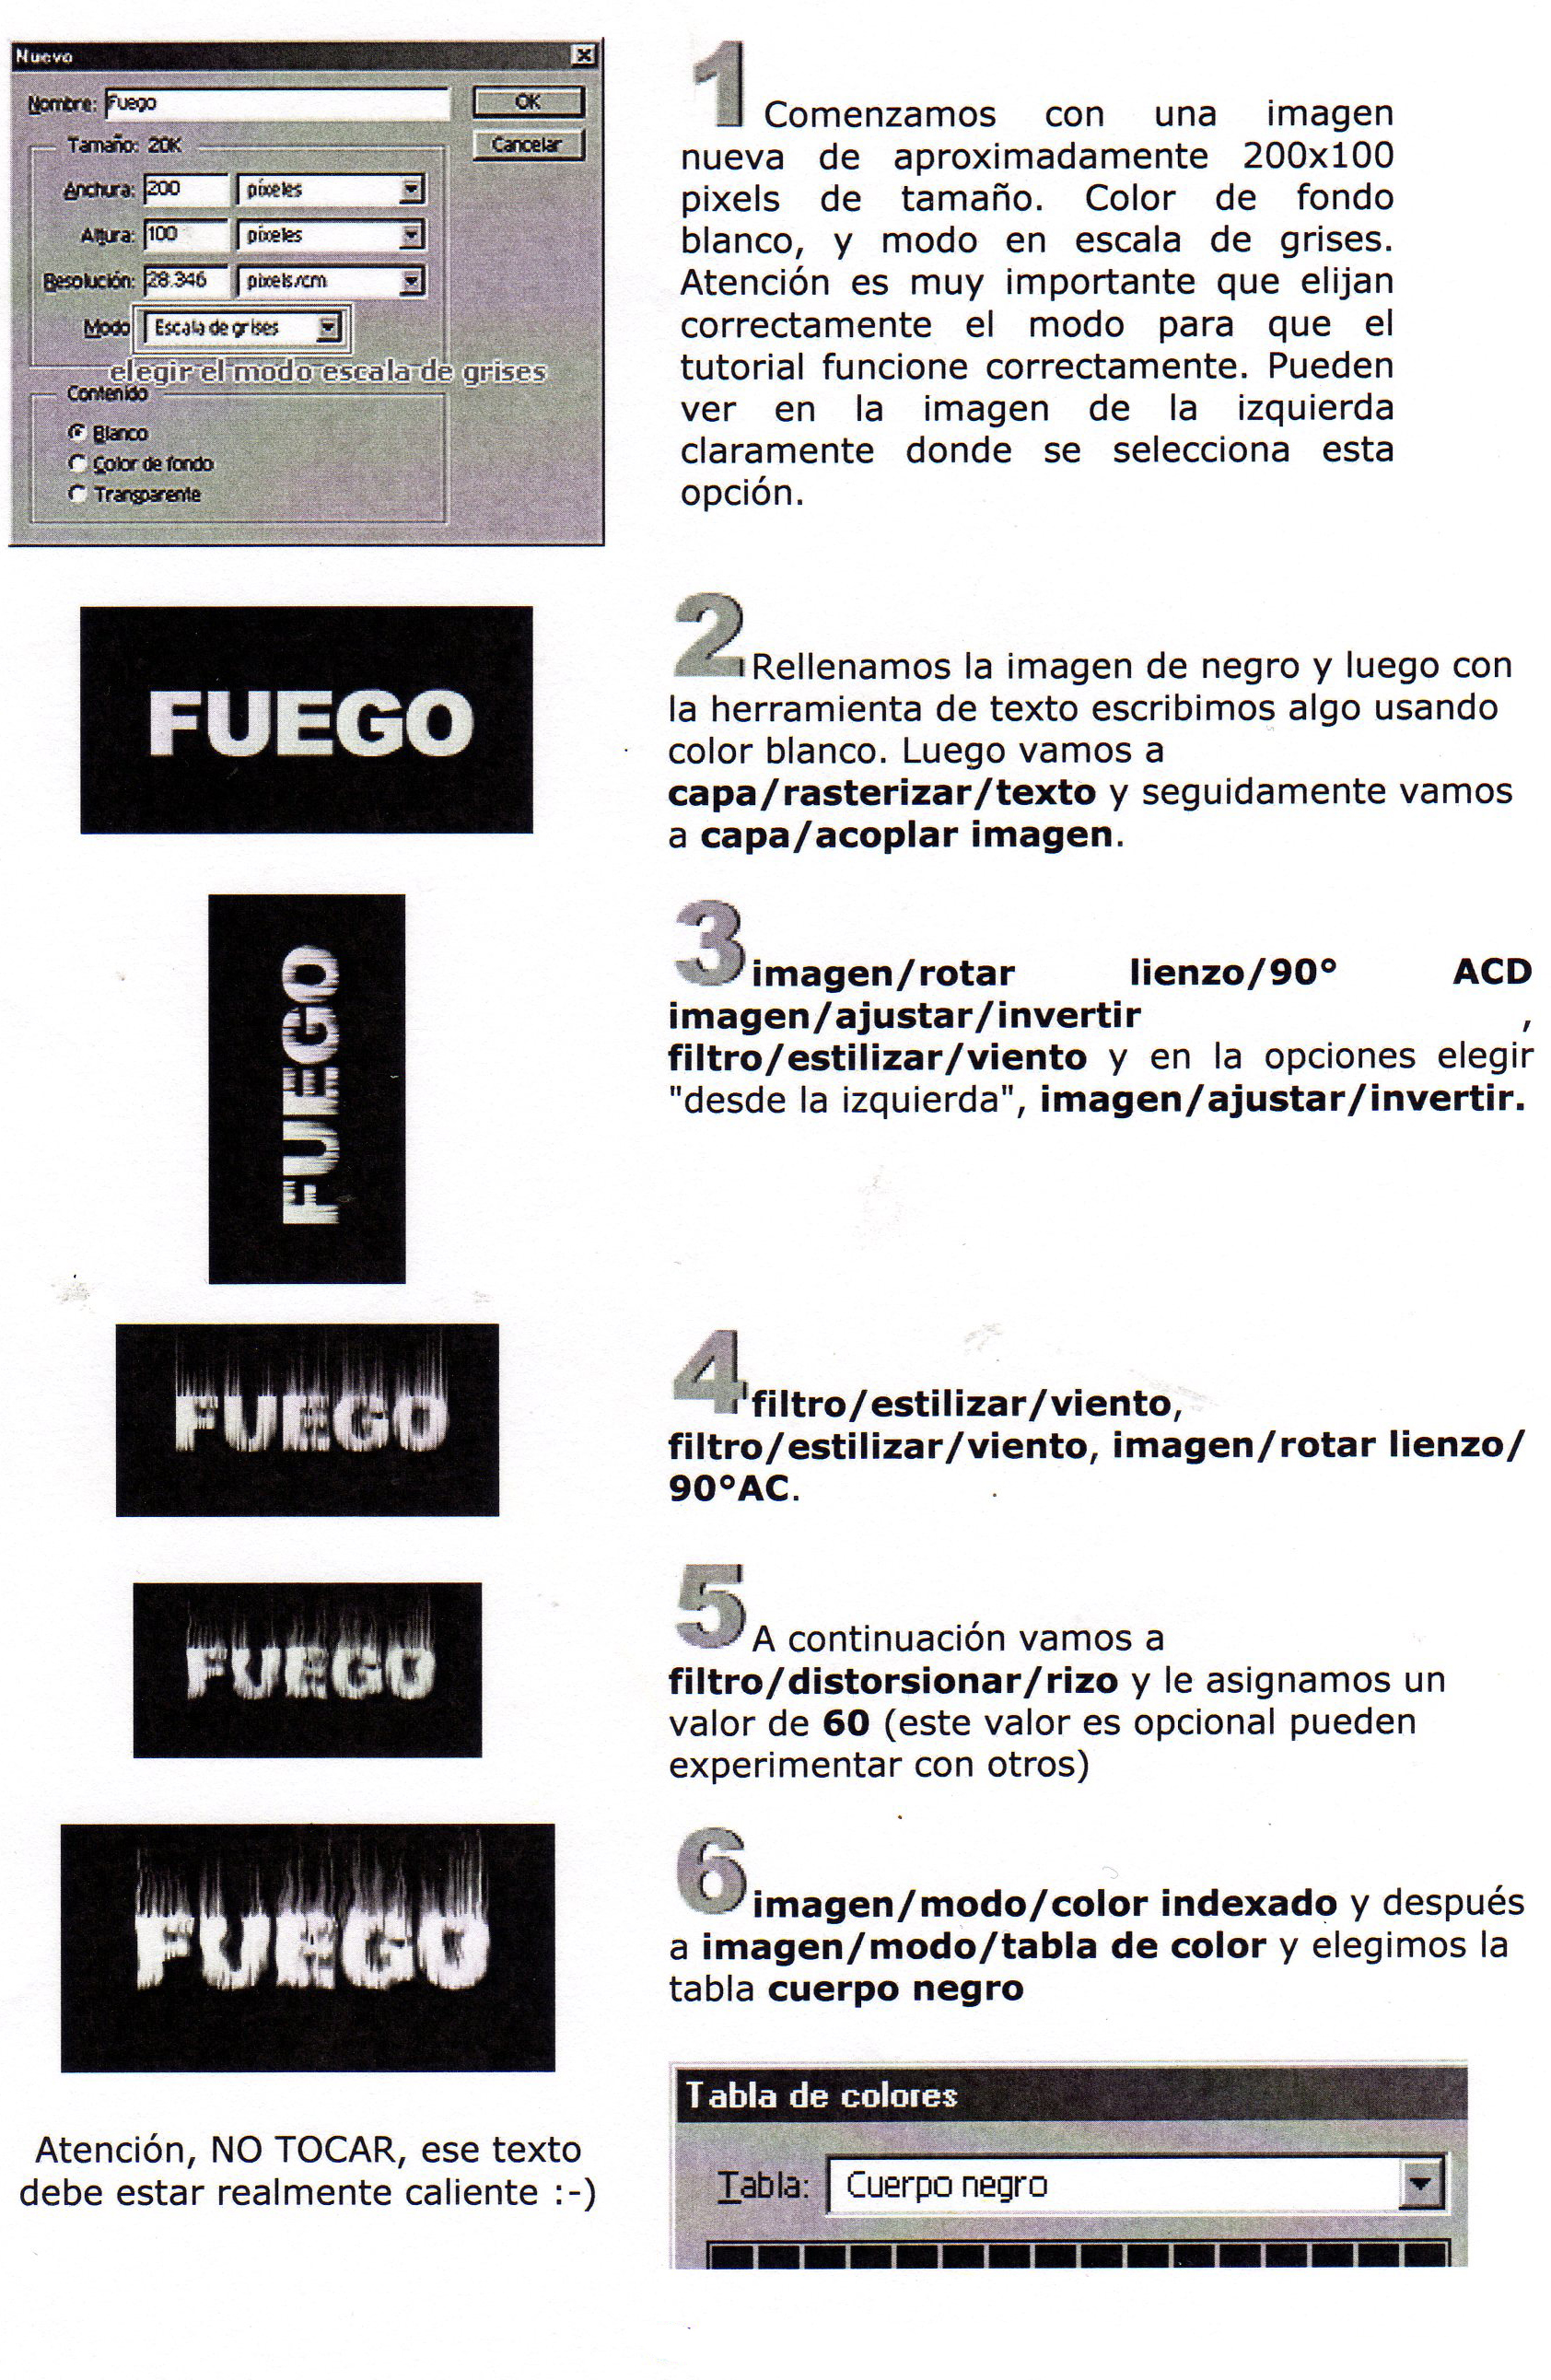 Nuevo
Nombre: Fuego
OK
Cancelar
Tamaño: 20K
Anchura: 200 píxeles
Altura: 100 píxeles
Resolución: 28.346 pixels/cm
Modo Escala de grises
elegir el modo escala de grises
Contenido
Blanco
Color de fondo
Transparente
1 Comenzamos con una imagen
nueva de aproximadamente 200x100
pixels de tamaño. Color de fondo
blanco, y modo en escala de grises.
Atención es muy importante que elijan
correctamente el modo para que el
tutorial funcione correctamente. Pueden
ver en la imagen de la izquierda
claramente donde se selecciona esta
opción.
FUEGO
2 Rellenamos la imagen de negro y luego con
la herramienta de texto escribimos algo usando
color blanco. Luego vamos a
capa/rasterizar/texto y seguidamente vamos
a capa/acoplar imagen.
FUEGO
3 imagen/rotar lienzo/90° ACD
imagen/ajustar/invertir ,
filtro/estilizar/viento y en la opciones elegir
"desde la izquierda", imagen/ajustar/invertir.
FUEGO
4 filtro/estilizar/viento,
filtro/estilizar/viento, imagen/rotar lienzo/
90°AC.
FUEGO
5 A continuación vamos a
filtro/distorsionar/rizo y le asignamos un
valor de 60 (este valor es opcional pueden
experimentar con otros)
FUEGO
6 imagen/modo/color indexado y después
a imagen/modo/tabla de color y elegimos la
tabla cuerpo negro
Atención, NO TOCAR, ese texto
debe estar realmente caliente :-)
Tabla de colores
Tabla: Cuerpo negro